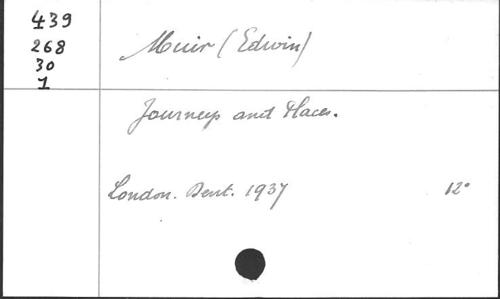 439
268
30
1
Muir (Edwin)
Journeys and Places.
London. Dent. 1937 12°